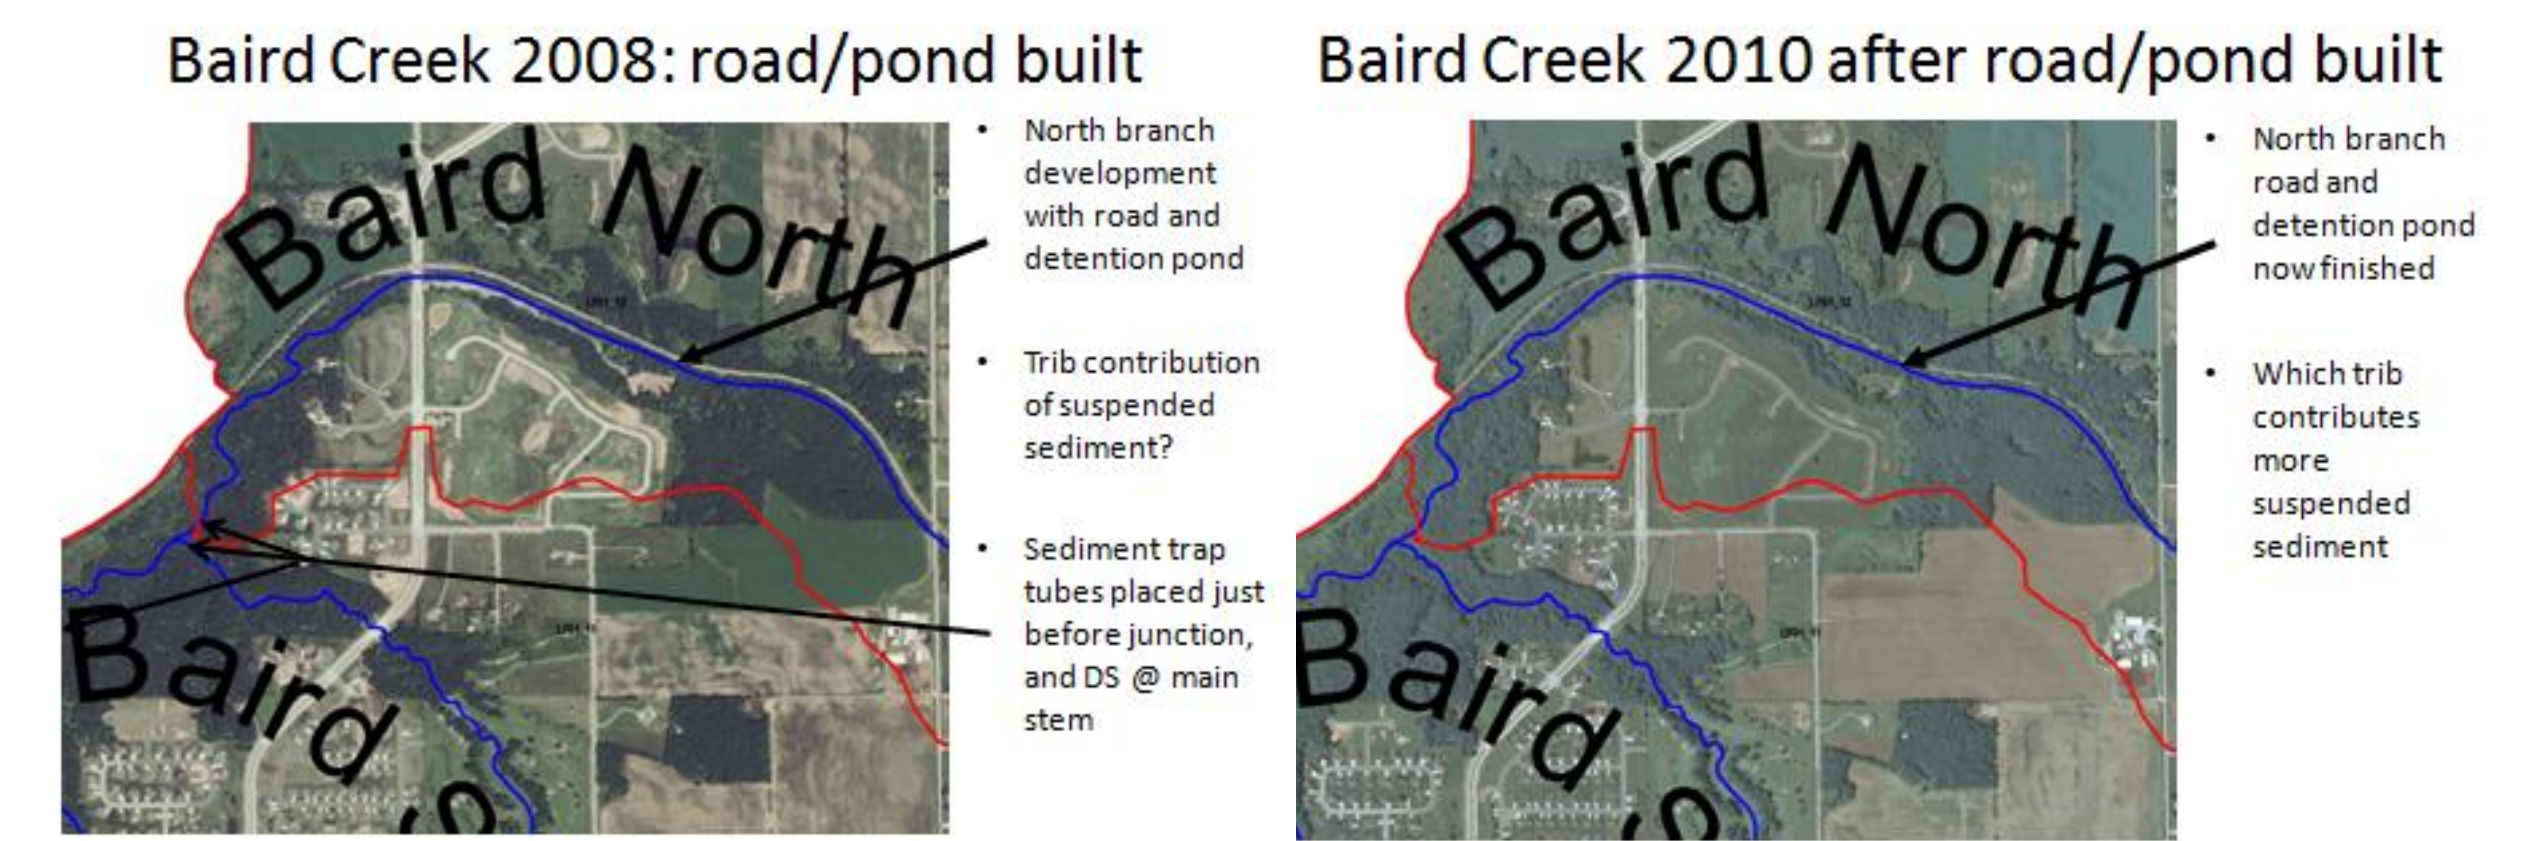 Baird Creek 2008: road/pond built
Baird North
• North branch
development
with road and
detention pond
• Trib contribution
of suspended
sediment?
• Sediment trap
tubes placed just
before junction,
and DS @ main
stem
Baird S
Baird Creek 2010 after road/pond built
Baird North
• North branch
road and
detention pond
now finished
• Which trib
contributes
more
suspended
sediment
Baird S